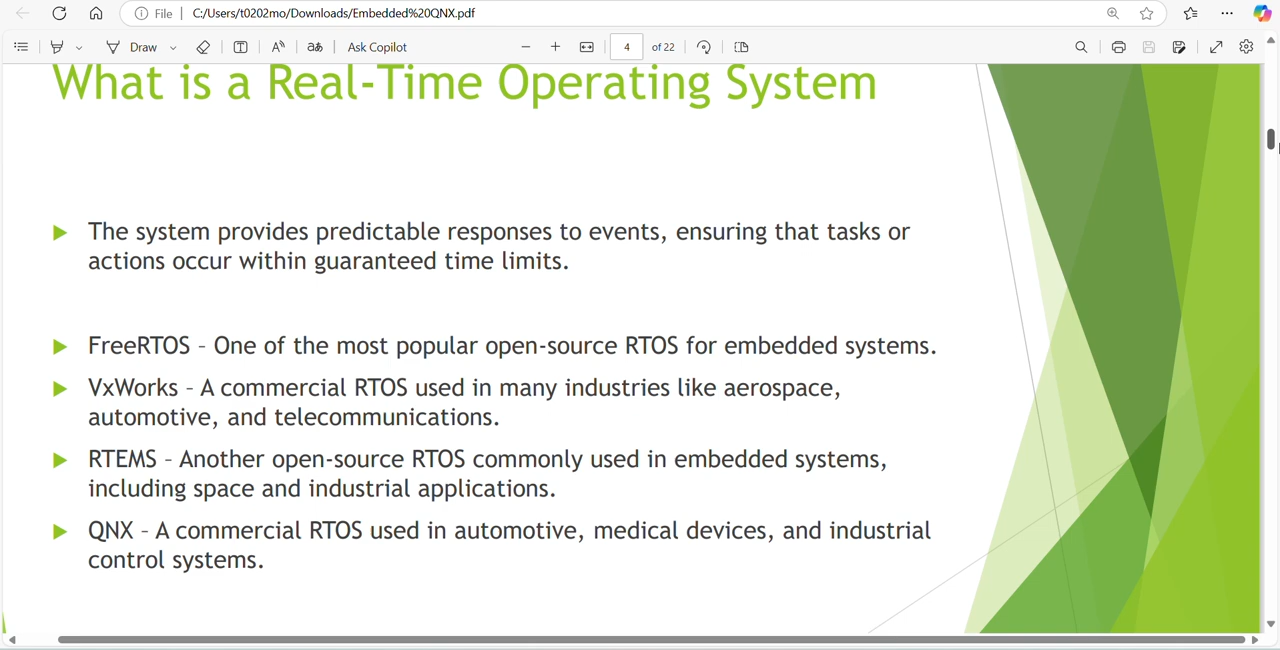 File
C:/Users/t0202mo/Downloads/Embedded%20QNX.pdf
Draw
T
A
aあ
Ask Copilot
4
of 22
What is a Real-Time Operating System
The system provides predictable responses to events, ensuring that tasks or
actions occur within guaranteed time limits.
FreeRTOS – One of the most popular open-source RTOS for embedded systems.
VxWorks – A commercial RTOS used in many industries like aerospace,
automotive, and telecommunications.
RTEMS – Another open-source RTOS commonly used in embedded systems,
including space and industrial applications.
QNX – A commercial RTOS used in automotive, medical devices, and industrial
control systems.